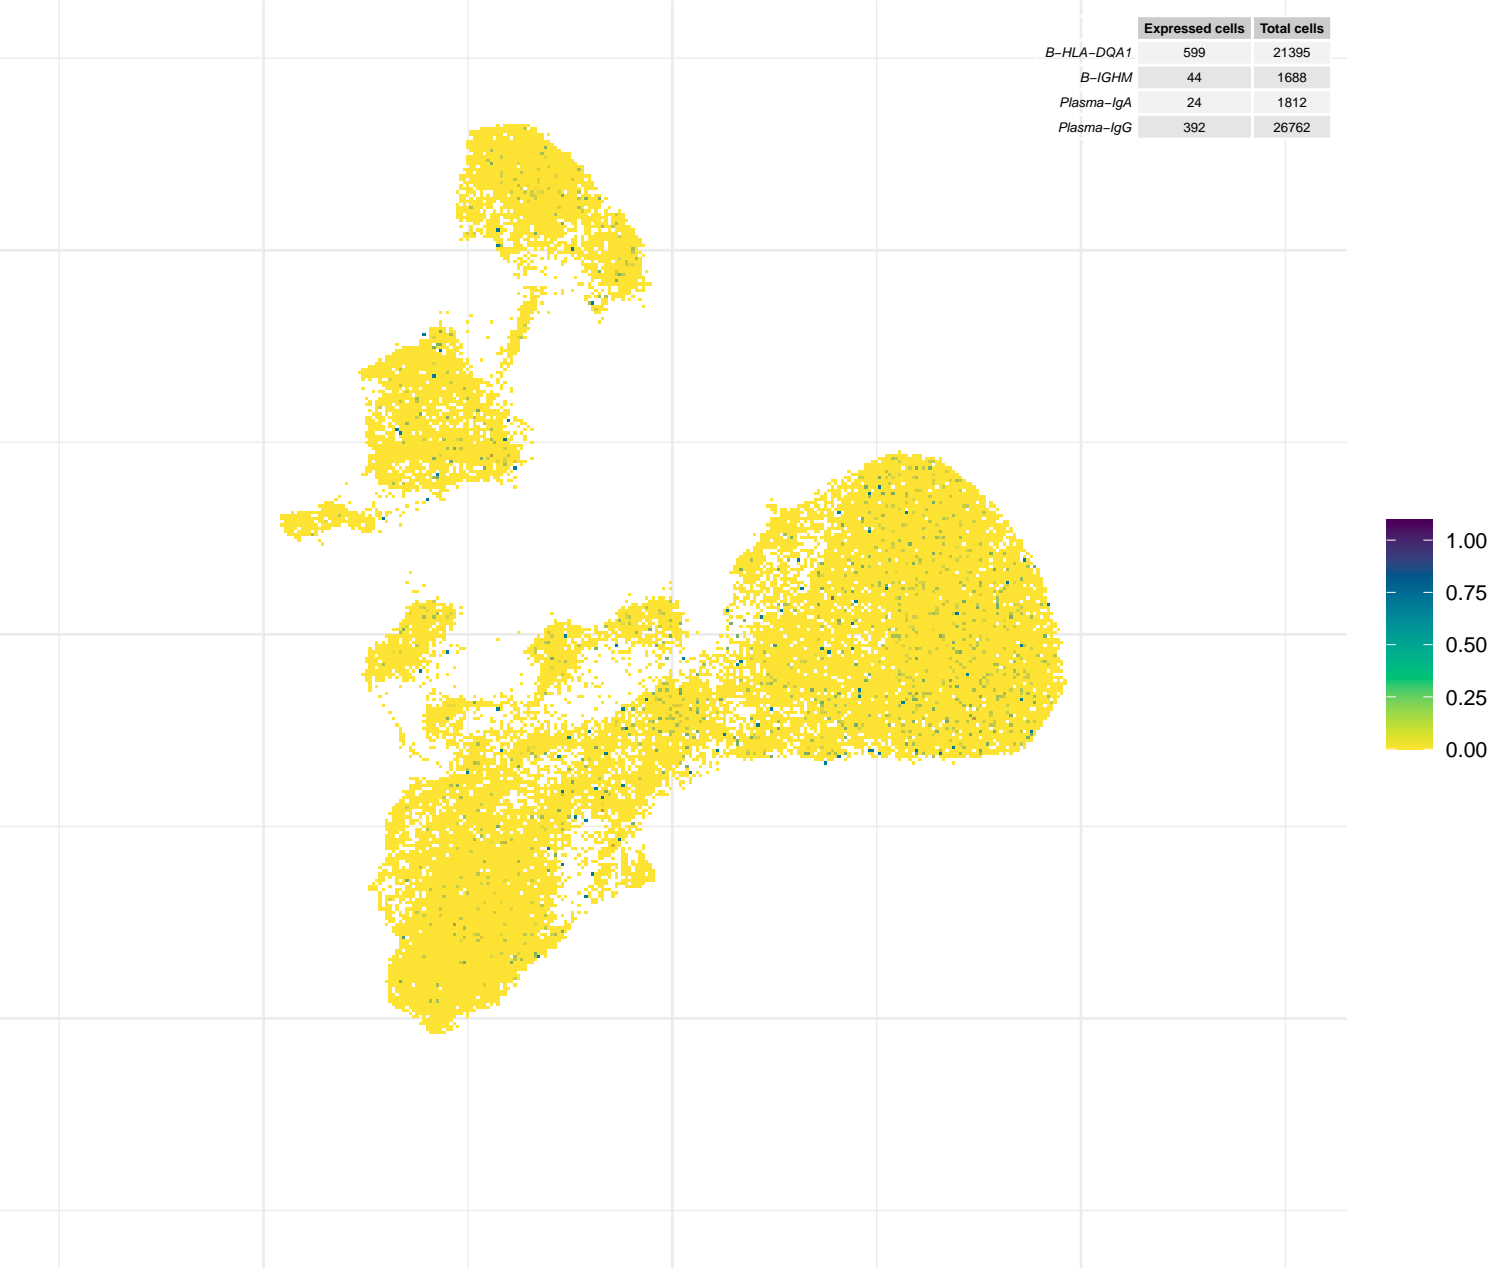 Expressed cells Total cells
B−HLA−DQA1 599 21395
B−IGHM 44 1688
Plasma−IgA 24 1812
Plasma−IgG 392 26762
1.00
0.75
0.50
0.25
0.00